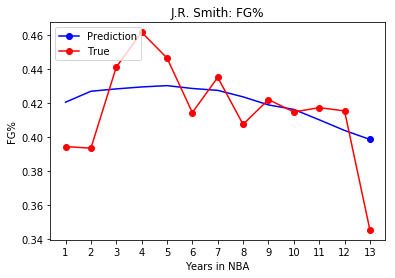 J.R. Smith: FG%
Prediction
True
0.46
0.44
0.42
0.40
0.38
0.36
0.34
FG%
1 2 3 4 5 6 7 8 9 10 11 12 13
Years in NBA